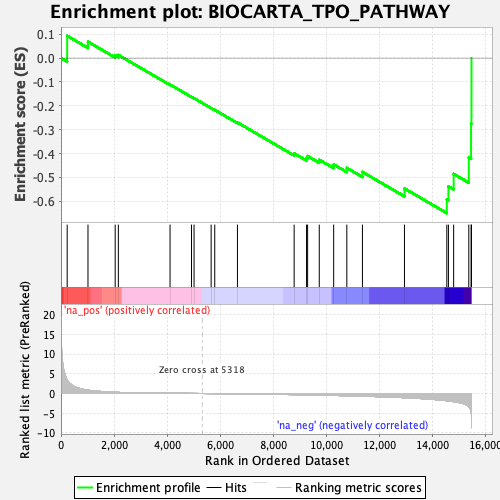 Enrichment plot: BIOCARTA_TPO_PATHWAY
Enrichment score (ES)
0.1
0.0
-0.1
-0.2
-0.3
-0.4
-0.5
-0.6
'na_pos' (positively correlated)
Ranked list metric (PreRanked)
20
15
10
5
0
-5
-10
Zero cross at 5318
'na_neg' (negatively correlated)
0 2,000 4,000 6,000 8,000 10,000 12,000 14,000 16,000
Rank in Ordered Dataset
Enrichment profile Hits Ranking metric scores